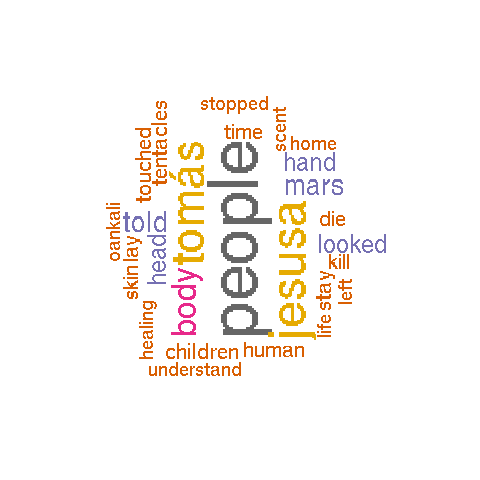 stopped
time
scent
home
hand
mars
tentacles
touched
tomás
people
jesusa
die
looked
kill
left
stay
life
oankali
told
head
lay
skin
body
healing
children
human
understand